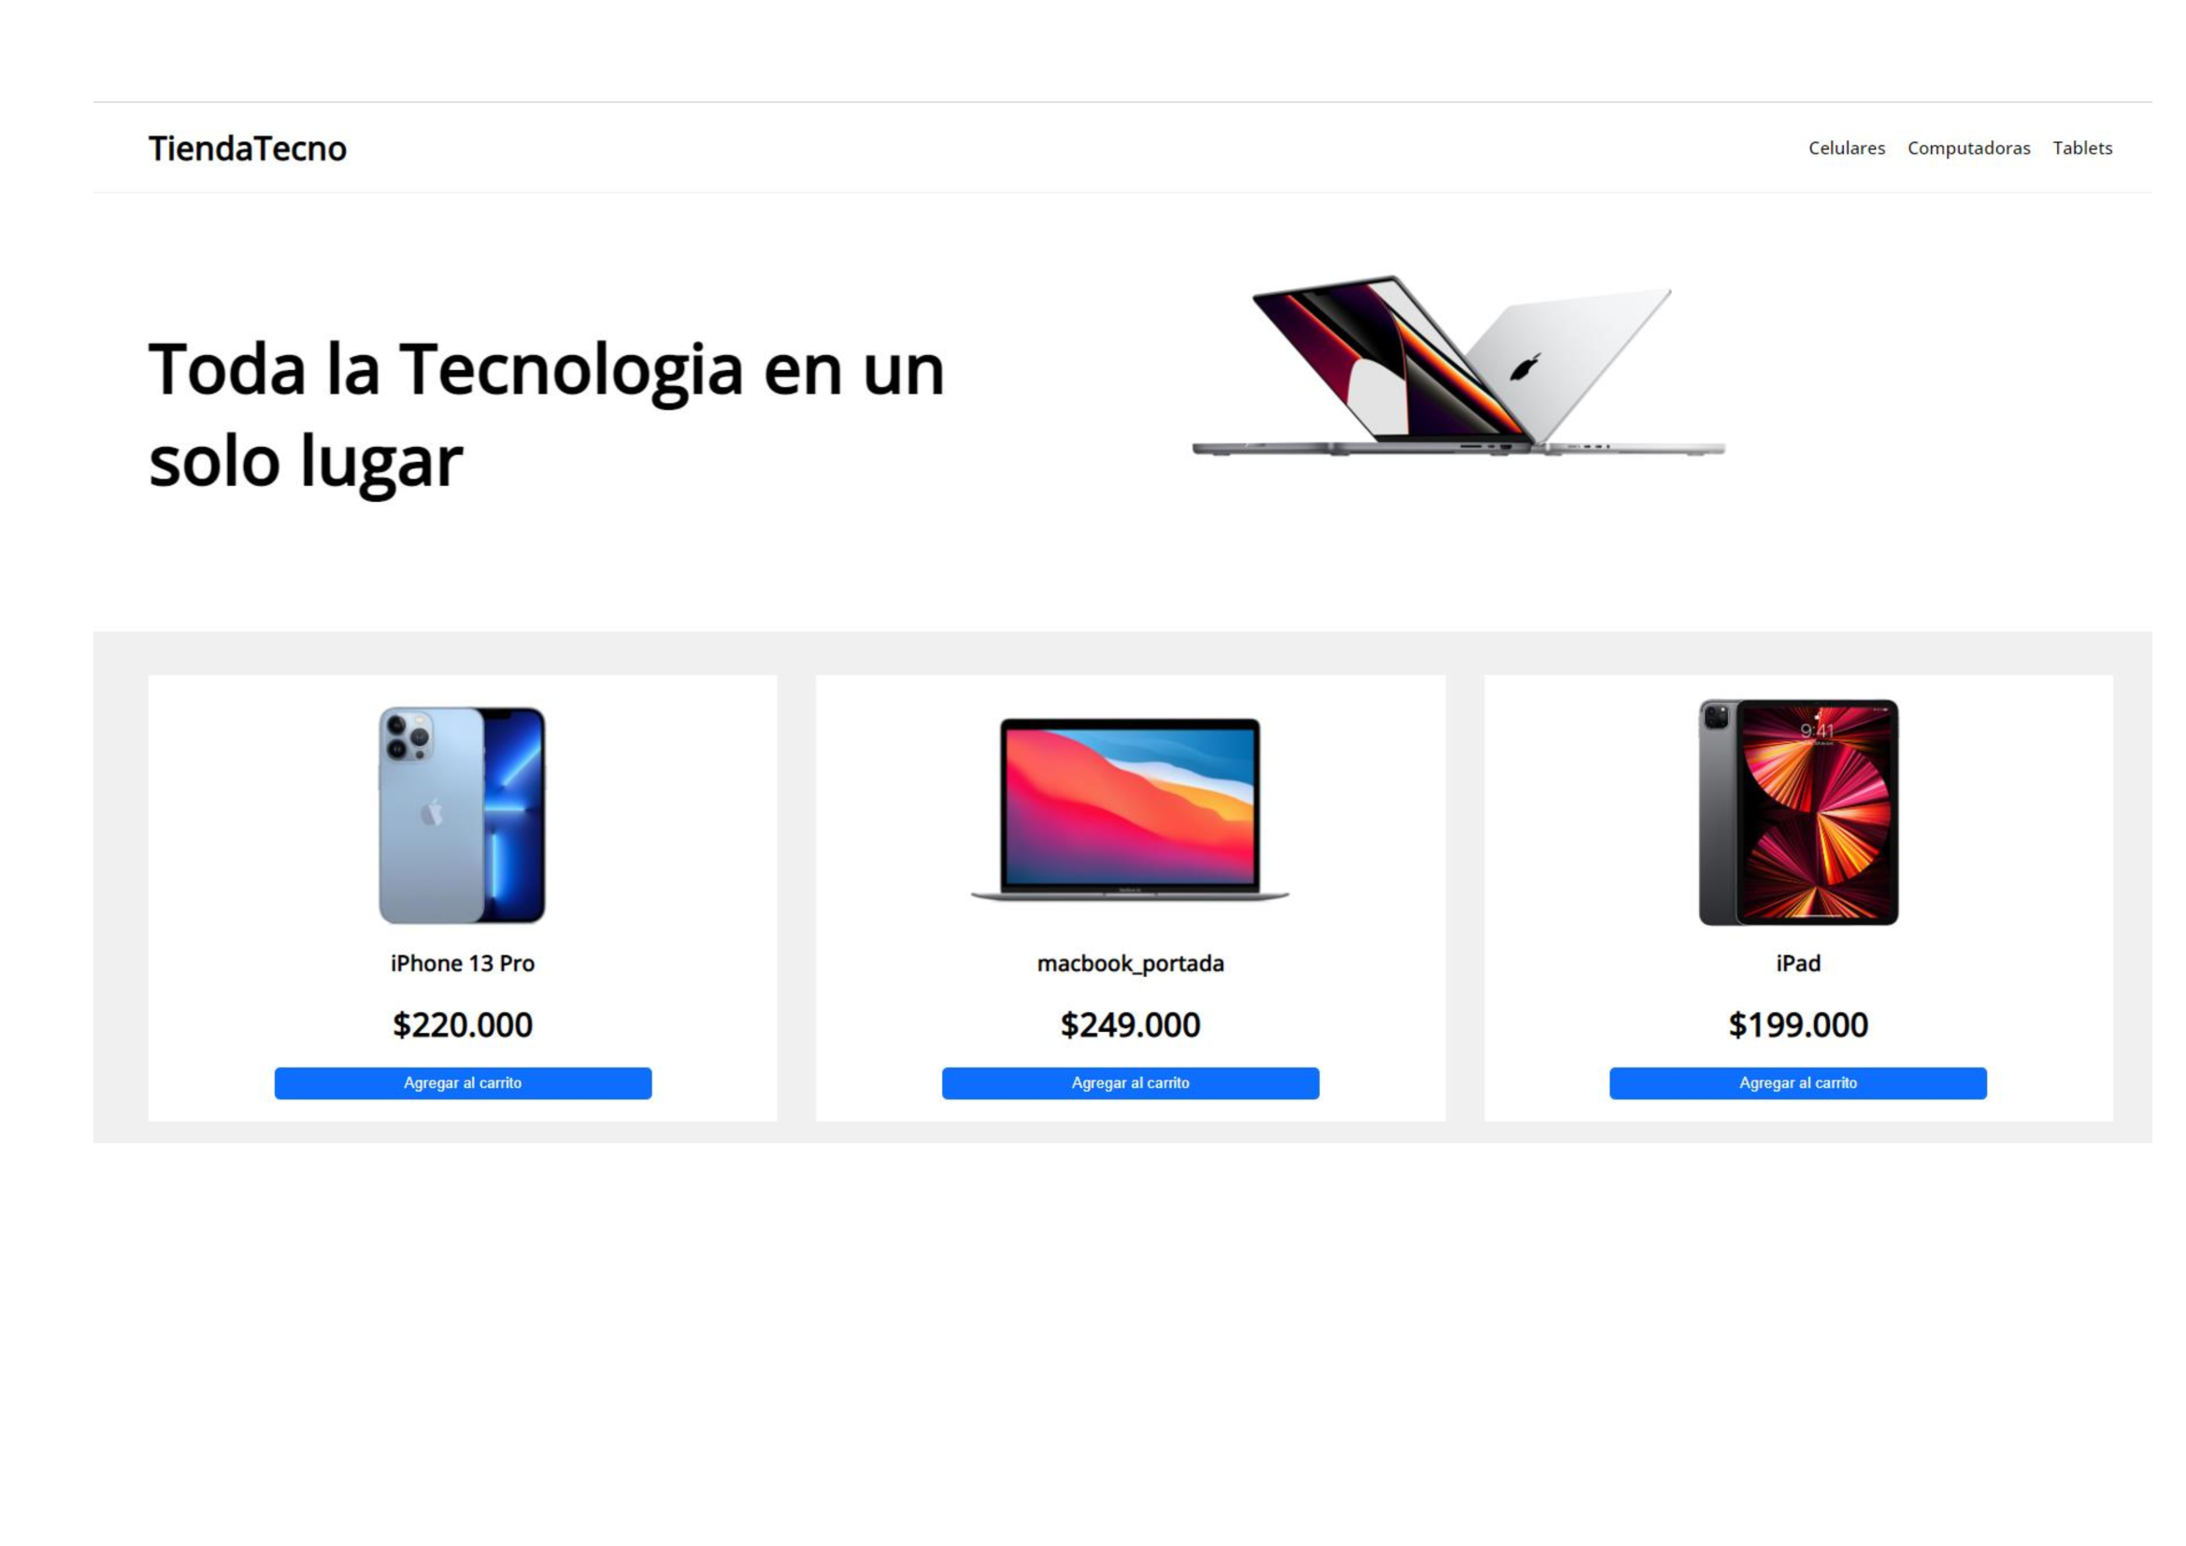 TiendaTecno
Celulares Computadoras Tablets
Toda la Tecnologia en un
solo lugar
9:41
iPhone 13 Pro
macbook_portada
iPad
$220.000
$249.000
$199.000
Agregar al carrito
Agregar al carrito
Agregar al carrito